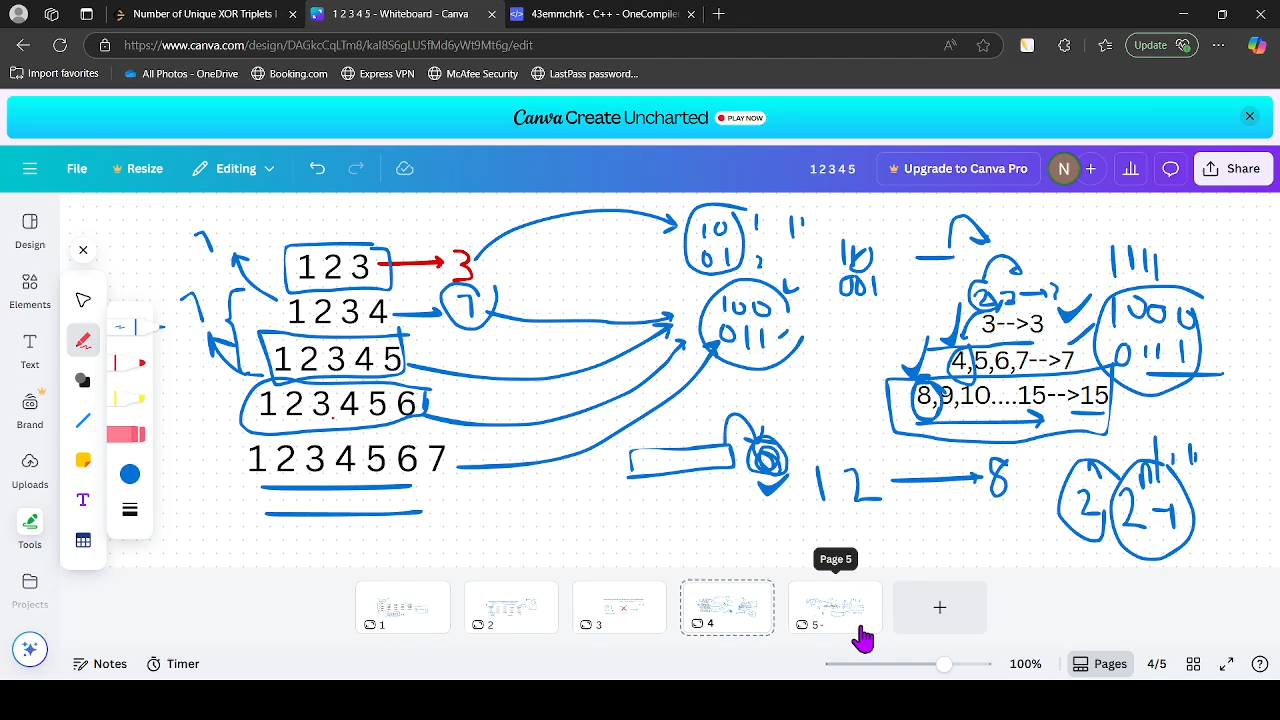 Number of Unique XOR Triplets I
1 2 3 4 5 - Whiteboard - Canva
43emmchrk - C++ - OneCompiler
https://www.canva.com/design/DAGkcCqLTm8/kaI8S6gLUSfMd6yWt9Mt6g/edit
Update
Import favorites
All Photos - OneDrive
Booking.com
Express VPN
McAfee Security
LastPass password...
Canva Create Uncharted
PLAY NOW
File
Resize
Editing
1 2 3 4 5
Upgrade to Canva Pro
N
Share
Design
Elements
Text
Brand
Uploads
Tools
Projects
1 2 3
3
1 2 3 4
7
1 2 3 4 5
1 2 3 4 5 6
1 2 3 4 5 6 7
10
01
100
011
001
3-->3
4,5,6,7-->7
8,9,10....15-->15
1111
1000
0111
12
8
2
2
-1
Page 5
1
2
3
4
5 -
Notes
Timer
100%
Pages
4/5